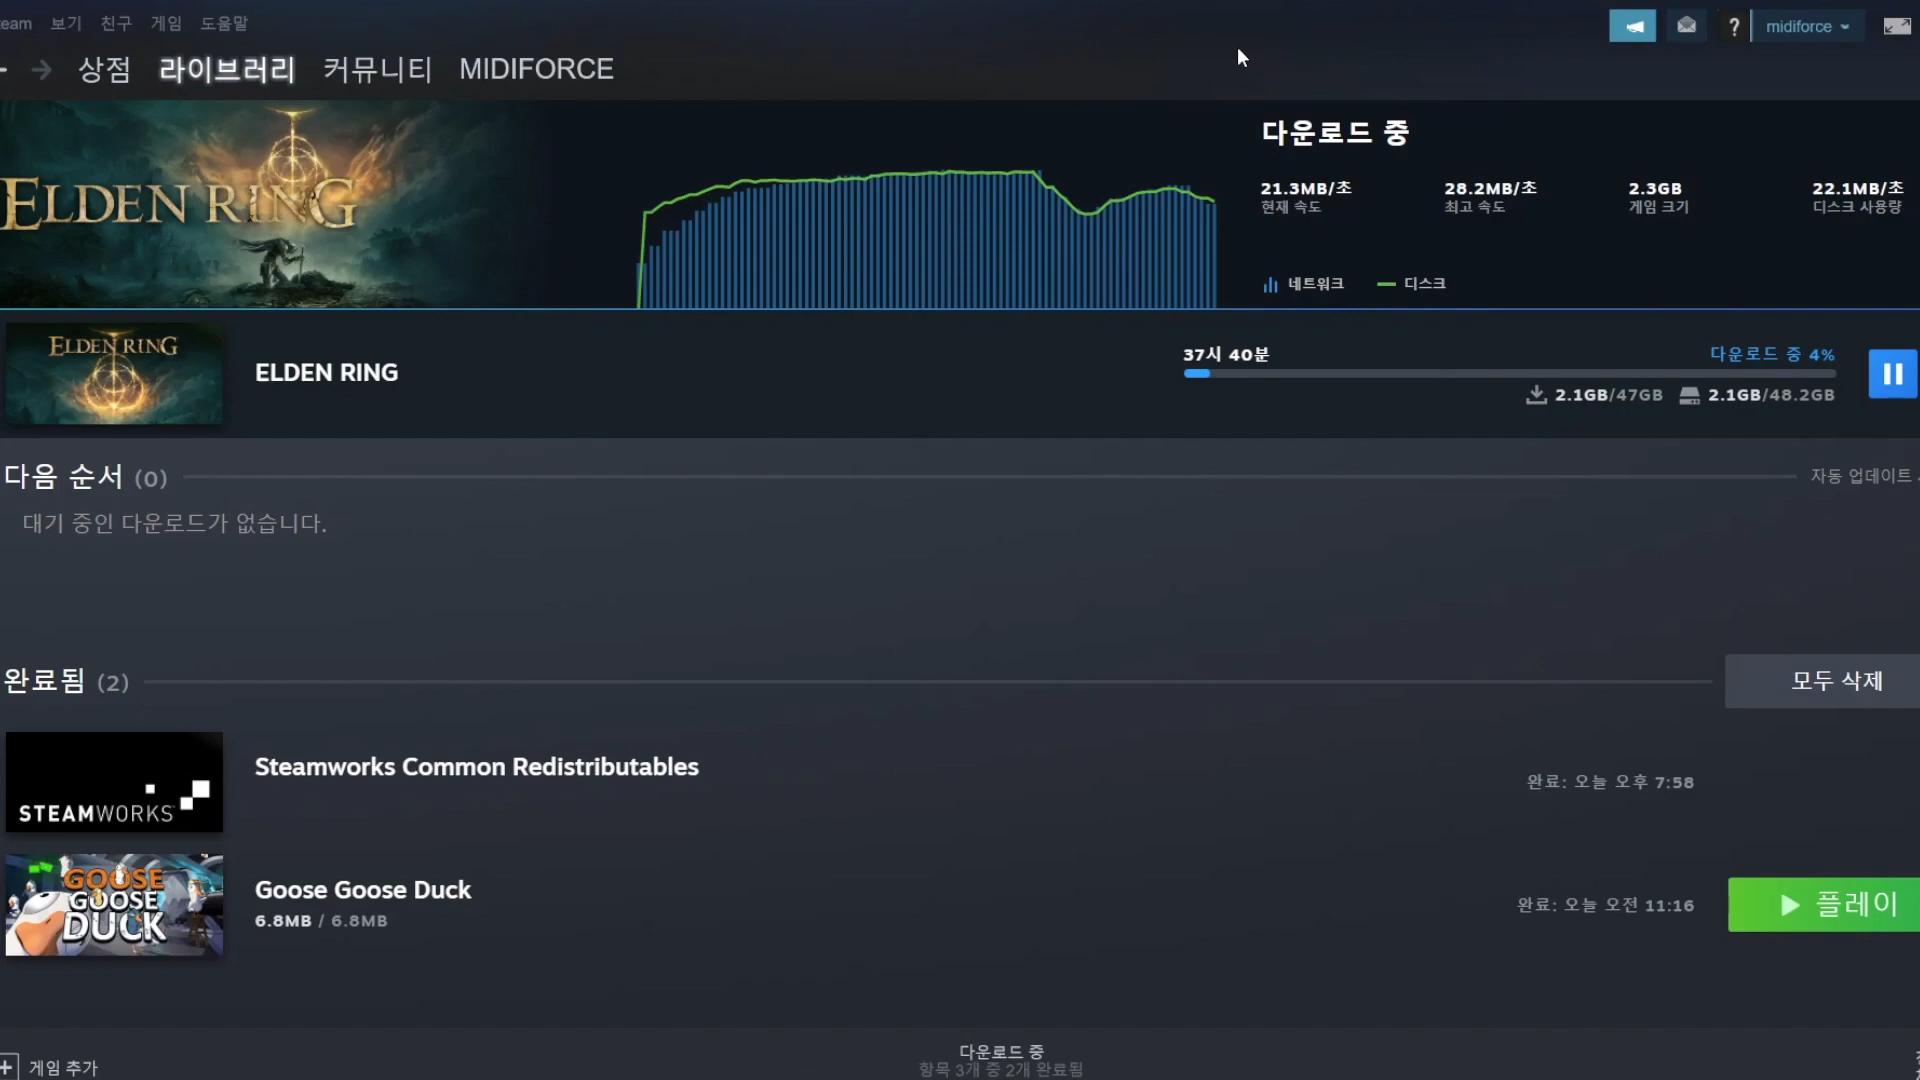 team 보기 친구 게임 도움말
? midiforce
상점 라이브러리 커뮤니티 MIDIFORCE
ELDEN RING
다운로드 중
21.3MB/초 28.2MB/초 2.3GB 22.1MB/초
현재 속도 최고 속도 게임 크기 디스크 사용량
네트워크 디스크
ELDEN RING
ELDEN RING
37시 40분 다운로드 중 4%
2.1GB/47GB 2.1GB/48.2GB
다음 순서 (0) 자동 업데이트
대기 중인 다운로드가 없습니다.
완료됨 (2) 모두 삭제
STEAMWORKS
Steamworks Common Redistributables
완료: 오늘 오후 7:58
GOOSE
GOOSE
DUCK
Goose Goose Duck
6.8MB / 6.8MB
완료: 오늘 오전 11:16
플레이
게임 추가
다운로드 중
항목 3개 중 2개 완료됨